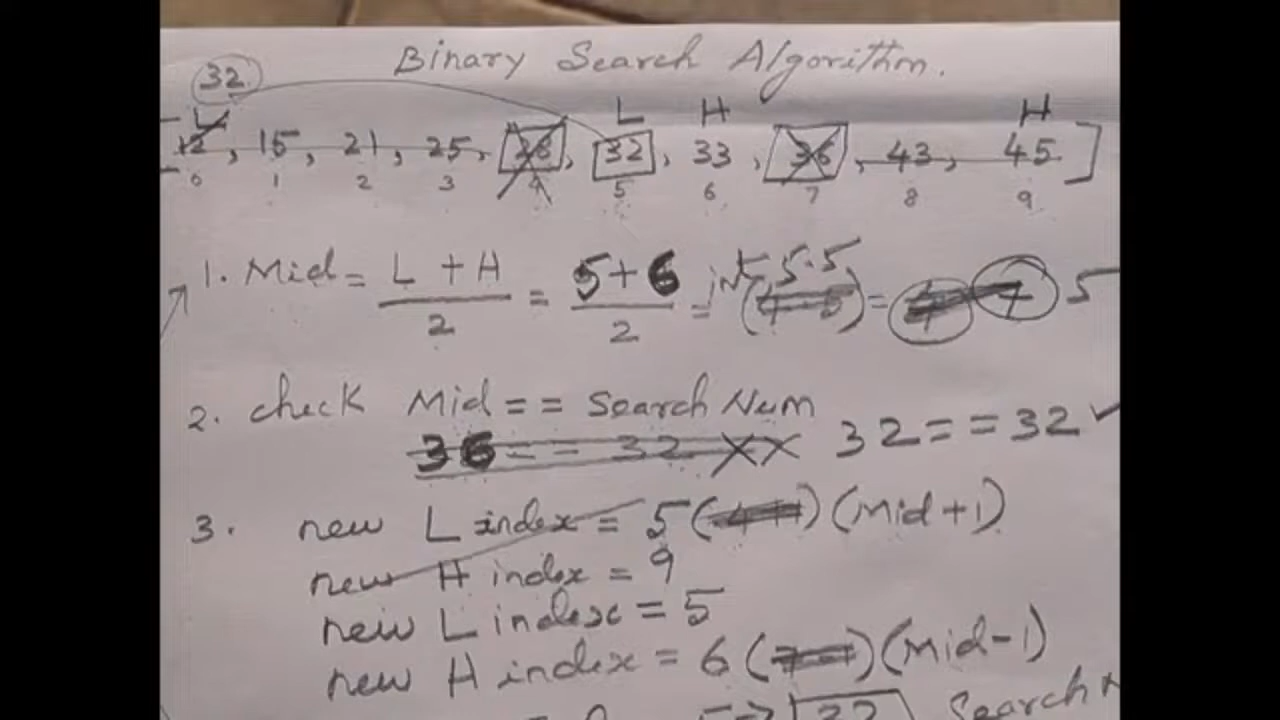 Binary Search Algorithm.
32
L H H
12, 15, 21, 25, 28, 32, 33, 36, 43, 45]
0 1 2 3 4 5 6 7 8 9
1. Mid = L + H / 2 = 5+6 / 2 = int 5.5 = 5
2. check Mid == Search Num
36 == 32 XX 32 == 32 ✓
3. new L index = 5 (Mid+1)
new H index = 9
new L index = 5
new H index = 6 (Mid-1)
32 Search